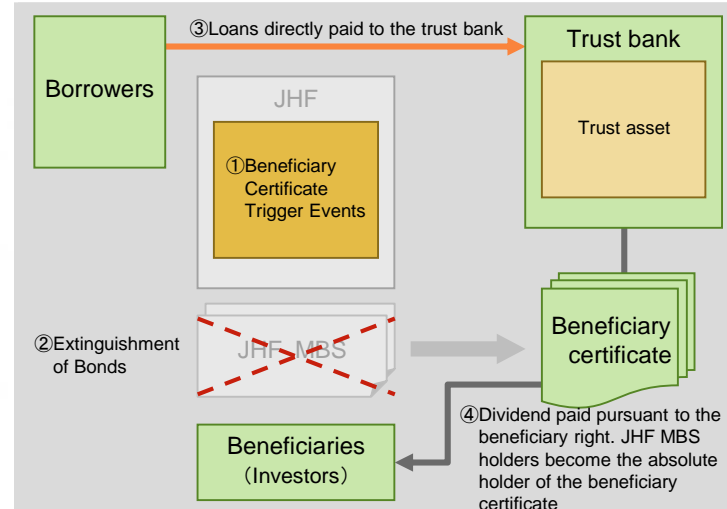 ③Loans directly paid to the trust bank
Borrowers
Trust bank
JHF
Trust asset
①Beneficiary
Certificate
Trigger Events
②Extinguishment
of Bonds
JHF MBS
Beneficiary
certificate
④Dividend paid pursuant to the
beneficiary right. JHF MBS
holders become the absolute
holder of the beneficiary
certificate
Beneficiaries
（Investors）